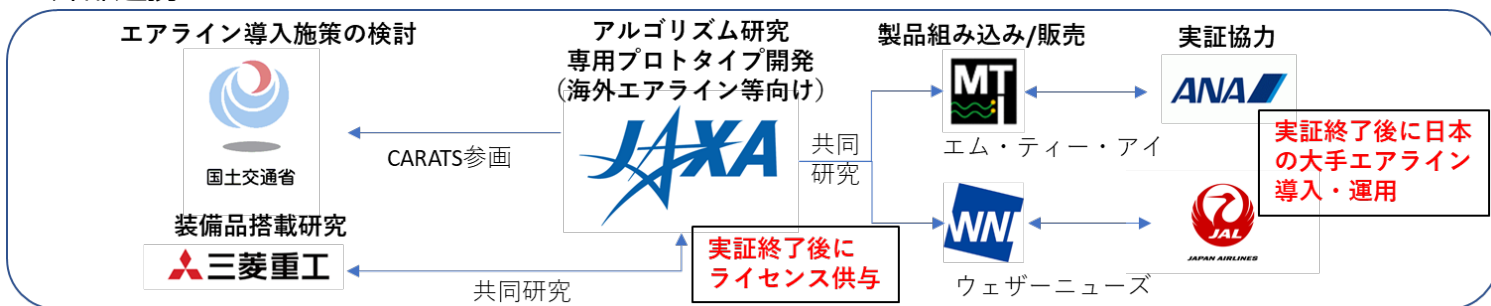 エアライン導入施策の検討
国土交通省
装備品搭載研究
三菱重工
CARATS参画
共同研究
アルゴリズム研究
専用プロトタイプ開発
(海外エアライン等向け)
JAXA
実証終了後に
ライセンス供与
共同
研究
製品組み込み/販売
MTI
エム・ティー・アイ
WNI
ウェザーニューズ
実証協力
ANA
実証終了後に日本
の大手エアライン
導入・運用
JAL
JAPAN AIRLINES